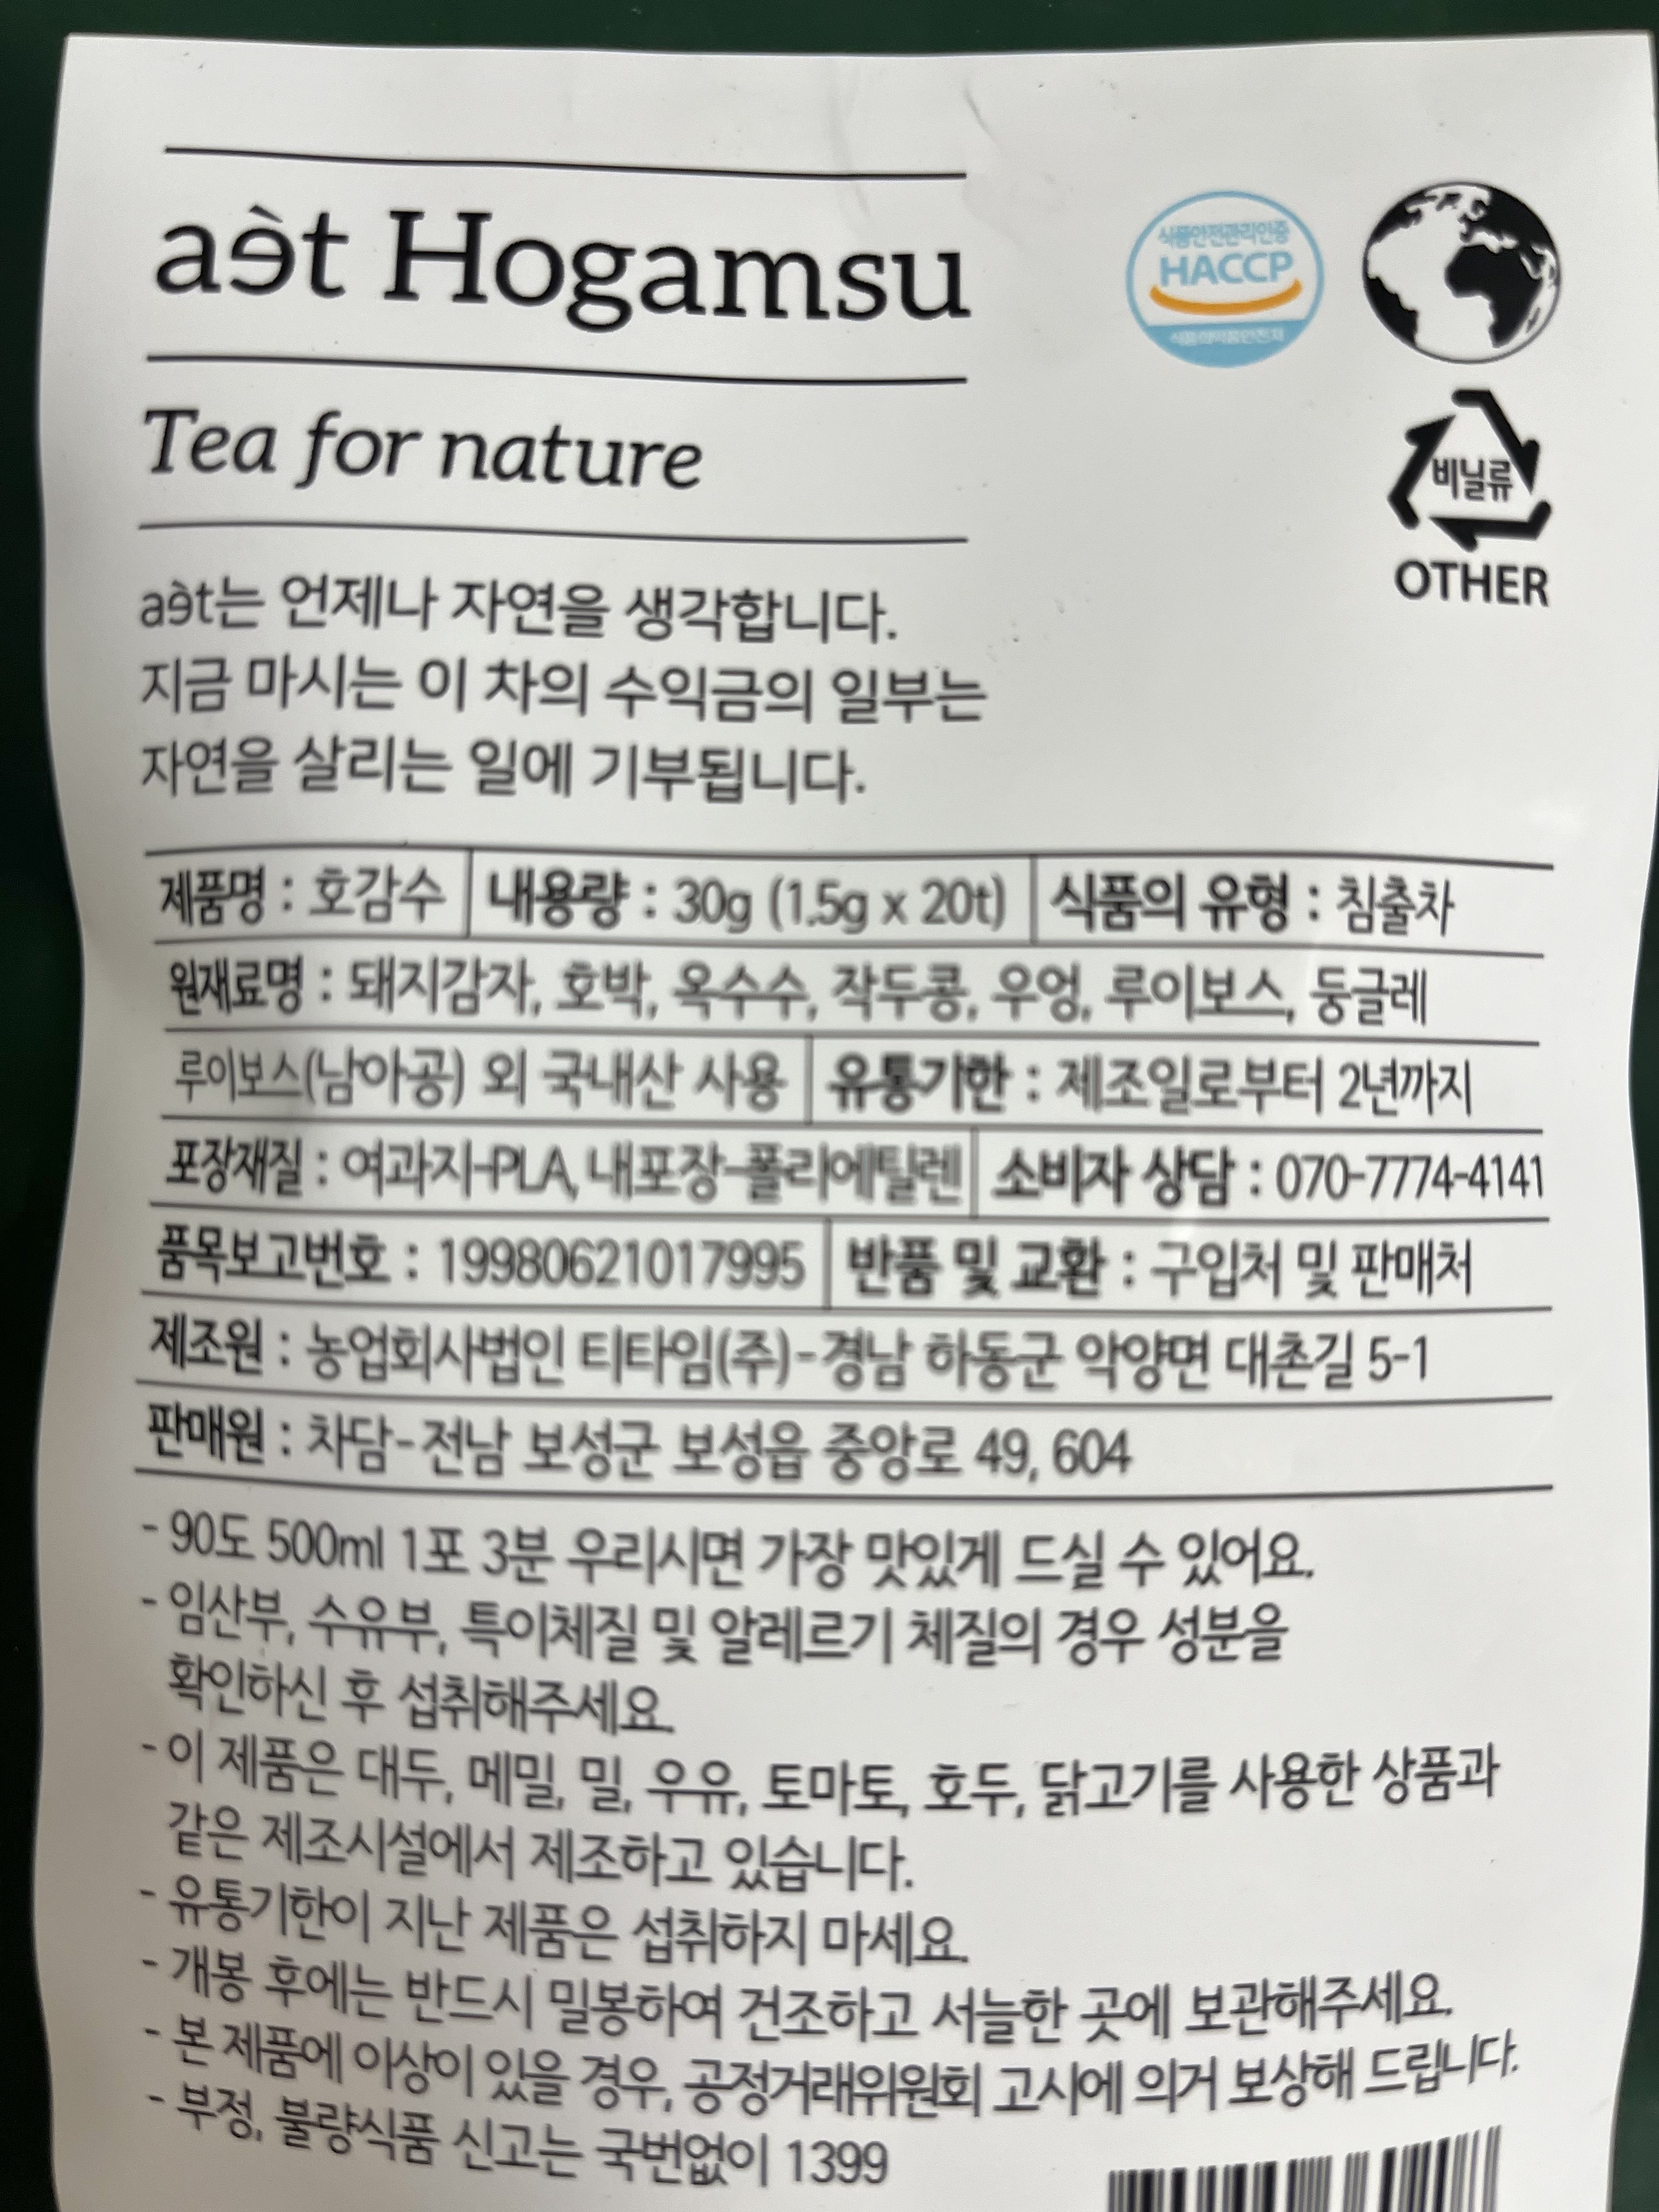 aèt Hogamsu
식품안전관리인증
HACCP
식품의약품안전처
Tea for nature
비닐류
OTHER
aèt는 언제나 자연을 생각합니다.
지금 마시는 이 차의 수익금의 일부는
자연을 살리는 일에 기부됩니다.
제품명 : 호감수 내용량 : 30g (1.5g x 20t) 식품의 유형 : 침출차
원재료명 : 돼지감자, 호박, 옥수수, 작두콩, 우엉, 루이보스, 둥글레
루이보스(남아공) 외 국내산 사용 유통기한 : 제조일로부터 2년까지
포장재질 : 여과지-PLA, 내포장-폴리에틸렌 소비자 상담 : 070-7774-4141
품목보고번호 : 19980621017995 반품 및 교환 : 구입처 및 판매처
제조원 : 농업회사법인 티타임(주)-경남 하동군 악양면 대촌길 5-1
판매원 : 차담-전남 보성군 보성읍 중앙로 49, 604
- 90도 500ml 1포 3분 우리시면 가장 맛있게 드실 수 있어요.
- 임산부, 수유부, 특이체질 및 알레르기 체질의 경우 성분을
확인하신 후 섭취해주세요.
- 이 제품은 대두, 메밀, 밀, 우유, 토마토, 호두, 닭고기를 사용한 상품과
같은 제조시설에서 제조하고 있습니다.
- 유통기한이 지난 제품은 섭취하지 마세요.
- 개봉 후에는 반드시 밀봉하여 건조하고 서늘한 곳에 보관해주세요.
- 본 제품에 이상이 있을 경우, 공정거래위원회 고시에 의거 보상해 드립니다.
- 부정, 불량식품 신고는 국번없이 1399